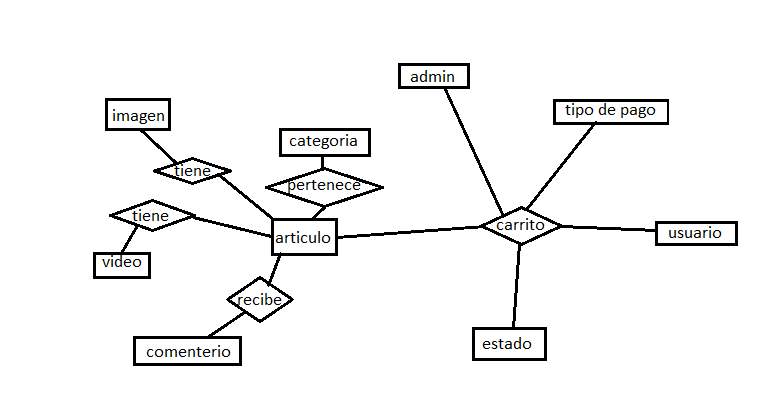 admin
tipo de pago
imagen
categoria
tiene
pertenece
tiene
articulo
carrito
usuario
video
recibe
comenterio
estado